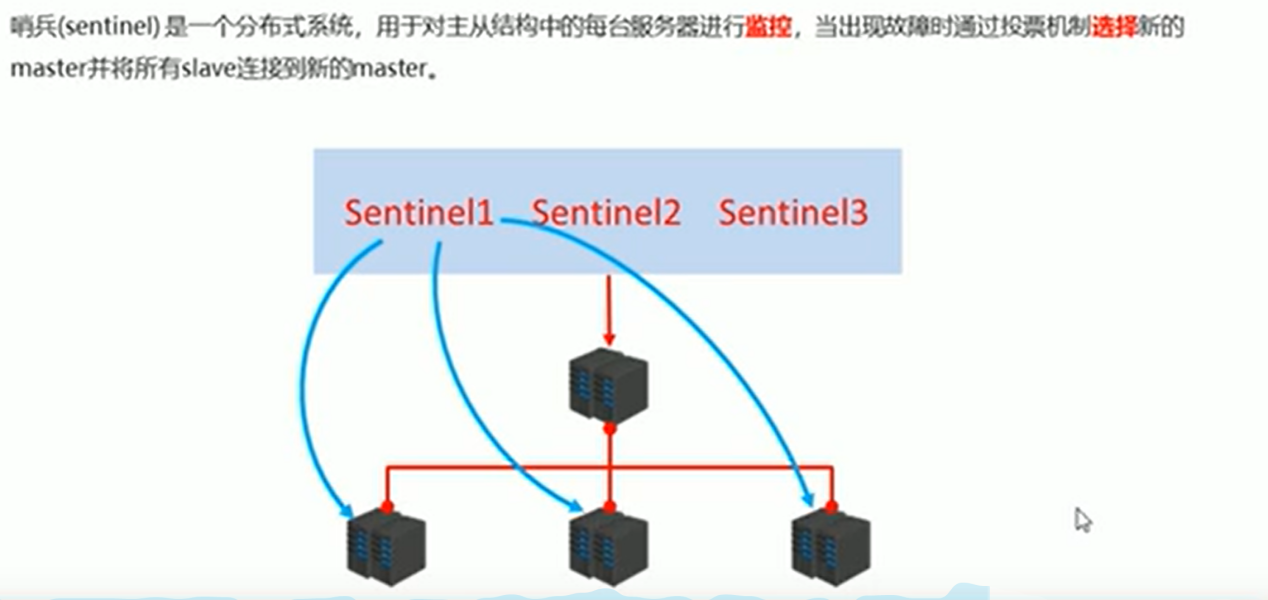 哨兵(sentinel) 是一个分布式系统，用于对主从结构中的每台服务器进行监控，当出现故障时通过投票机制选择新的
master并将所有slave连接到新的master。
Sentinel1 Sentinel2 Sentinel3